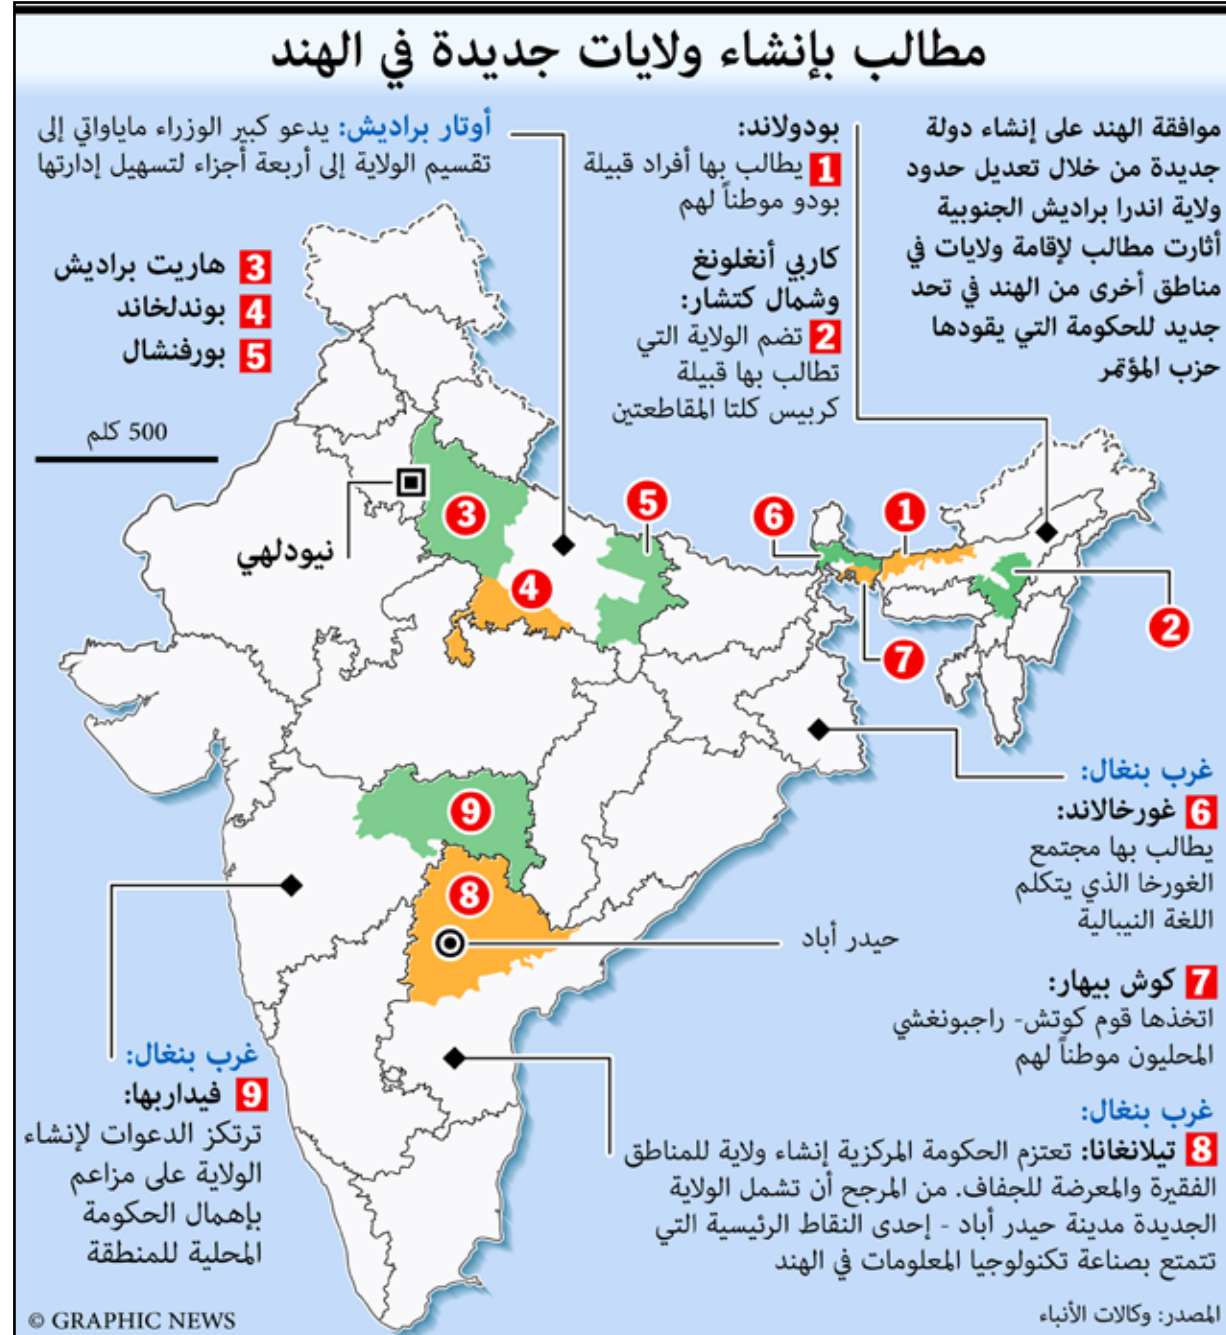 مطالب بإنشاء ولايات جديدة في الهند
موافقة الهند على إنشاء دولة
جديدة من خلال تعديل حدود
ولاية اندرا براديش الجنوبية
أثارت مطالب لإقامة ولايات في
مناطق أخرى من الهند في تحد
جديد للحكومة التي يقودها
حزب المؤتمر
بودولاند:
1 يطالب بها أفراد قبيلة
بودو موطناً لهم
كاربي أنغلونغ
وشمال كتشار:
2 تضم الولاية التي
تطالب بها قبيلة
كربيس كلتا المقاطعتين
أوتار براديش: يدعو كبير الوزراء ماياواتي إلى
تقسيم الولاية إلى أربعة أجزاء لتسهيل إدارتها
3 هاريت براديش
4 بوندلخاند
5 بورفنشال
500 كلم
نيودلهي
3
4
5
6
1
7
2
9
8
حيدر أباد
غرب بنغال:
6 غورخالاند:
يطالب بها مجتمع
الغورخا الذي يتكلم
اللغة النيبالية
7 كوش بيهار:
اتخذها قوم كوتش- راجبونغشي
المحليون موطناً لهم
غرب بنغال:
8 تيلانغانا: تعتزم الحكومة المركزية إنشاء ولاية للمناطق
الفقيرة والمعرضة للجفاف. من المرجح أن تشمل الولاية
الجديدة مدينة حيدر أباد - إحدى النقاط الرئيسية التي
تتمتع بصناعة تكنولوجيا المعلومات في الهند
غرب بنغال:
9 فيداربها:
ترتكز الدعوات لإنشاء
الولاية على مزاعم
بإهمال الحكومة
المحلية للمنطقة
المصدر: وكالات الأنباء
© GRAPHIC NEWS